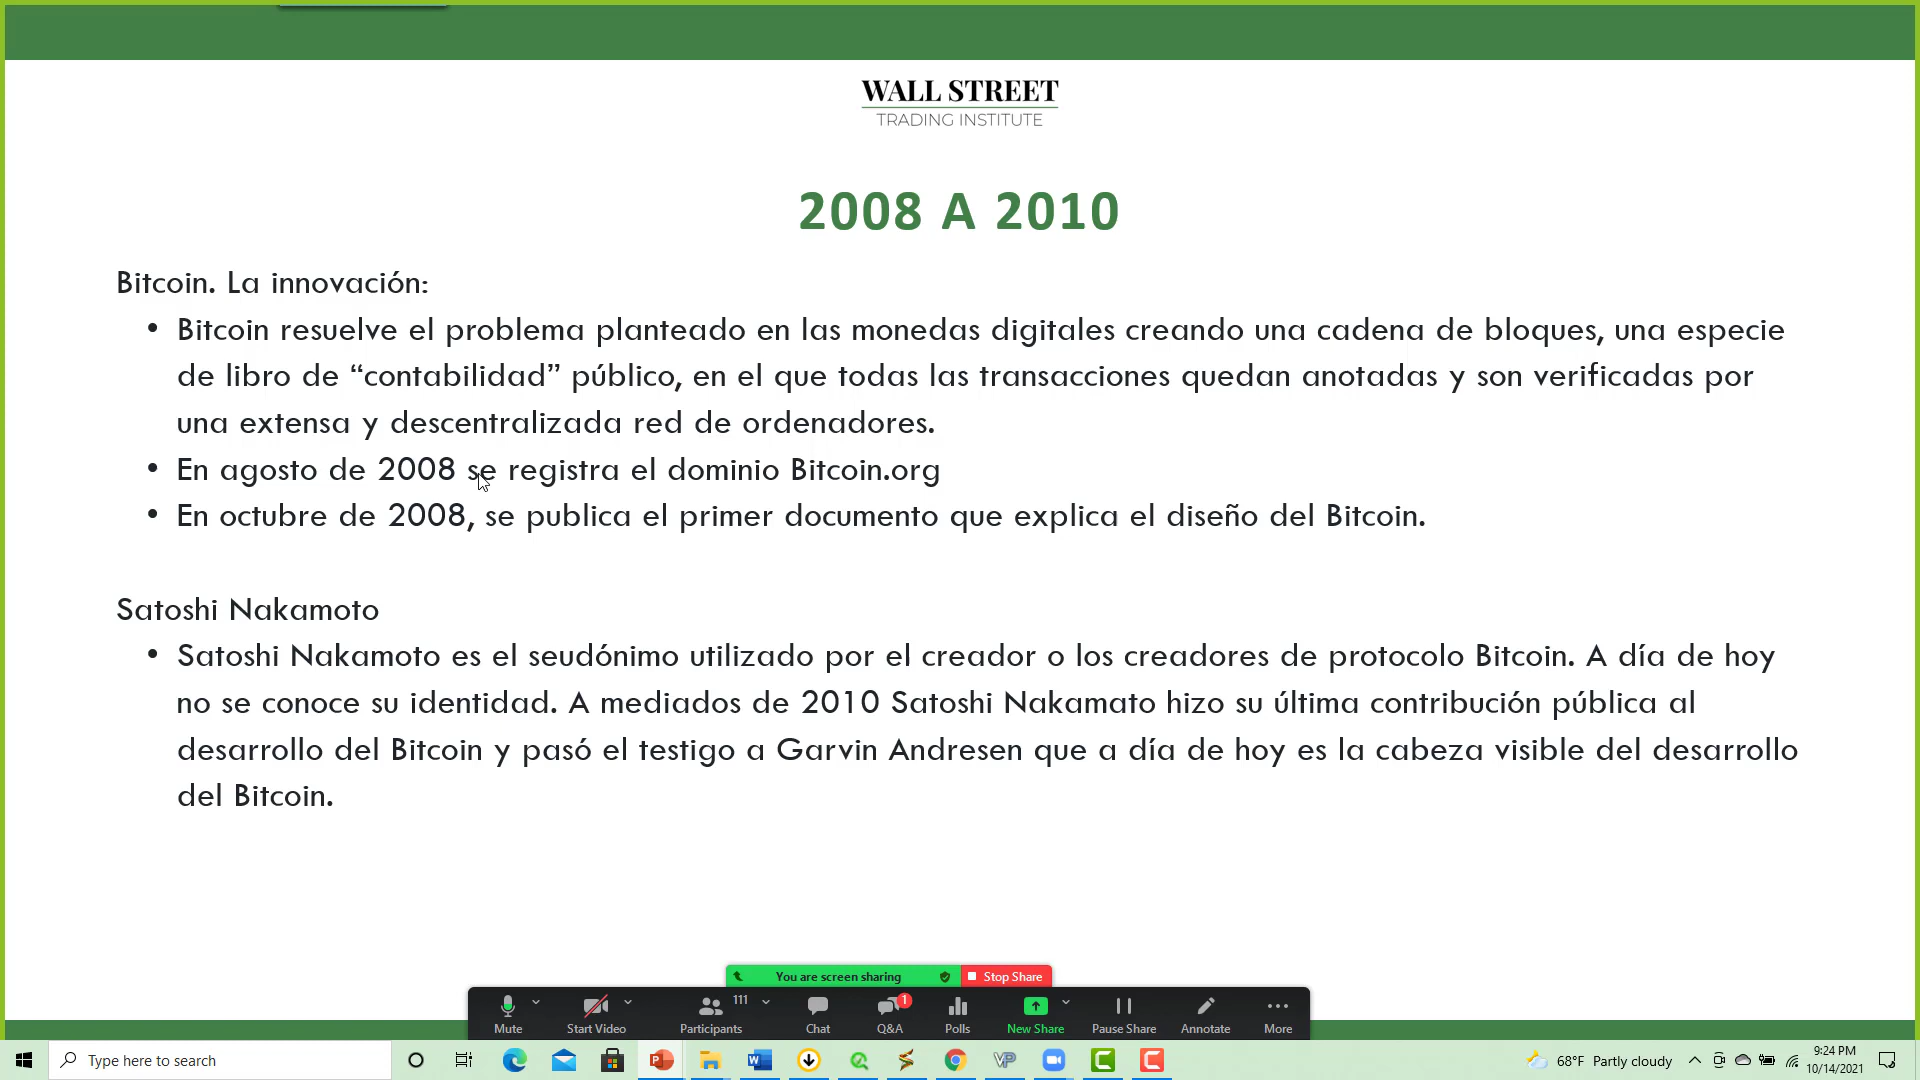 WALL STREET
TRADING INSTITUTE
2008 A 2010
Bitcoin. La innovación:
• Bitcoin resuelve el problema planteado en las monedas digitales creando una cadena de bloques, una especie
de libro de “contabilidad” público, en el que todas las transacciones quedan anotadas y son verificadas por
una extensa y descentralizada red de ordenadores.
• En agosto de 2008 se registra el dominio Bitcoin.org
• En octubre de 2008, se publica el primer documento que explica el diseño del Bitcoin.
Satoshi Nakamoto
• Satoshi Nakamoto es el seudónimo utilizado por el creador o los creadores de protocolo Bitcoin. A día de hoy
no se conoce su identidad. A mediados de 2010 Satoshi Nakamato hizo su última contribución pública al
desarrollo del Bitcoin y pasó el testigo a Garvin Andresen que a día de hoy es la cabeza visible del desarrollo
del Bitcoin.
You are screen sharing Stop Share
111 1
Mute Start Video Participants Chat Q&A Polls New Share Pause Share Annotate More
Type here to search 68°F Partly cloudy 9:24 PM
10/14/2021